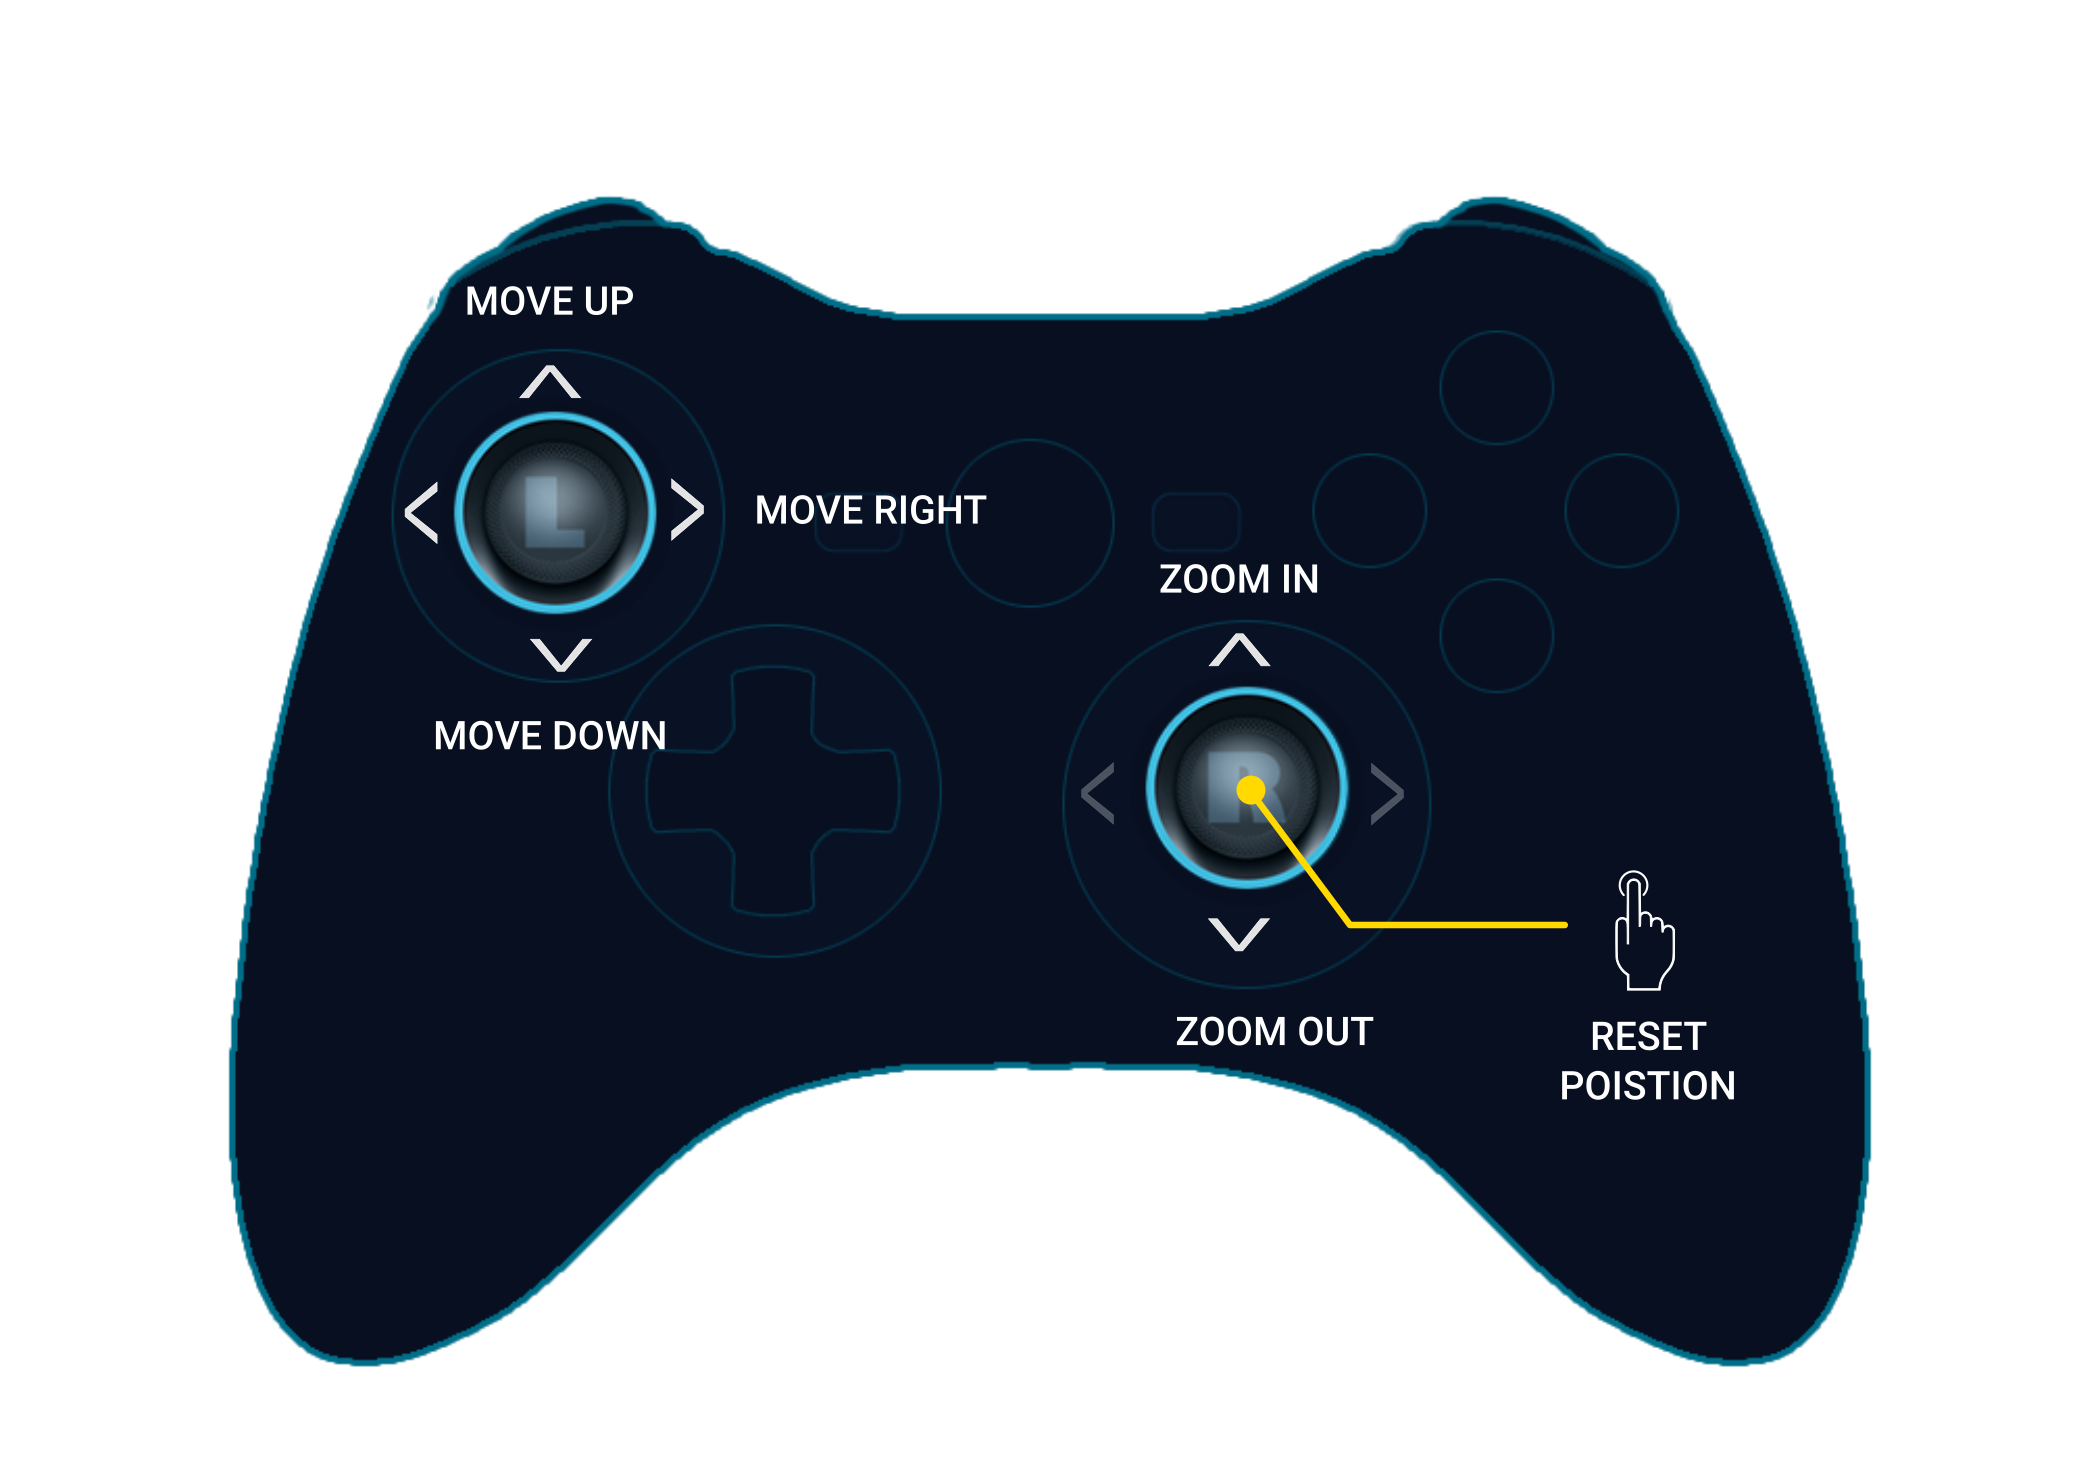 MOVE UP
L
MOVE RIGHT
ZOOM IN
MOVE DOWN
R
ZOOM OUT
RESET
POISTION